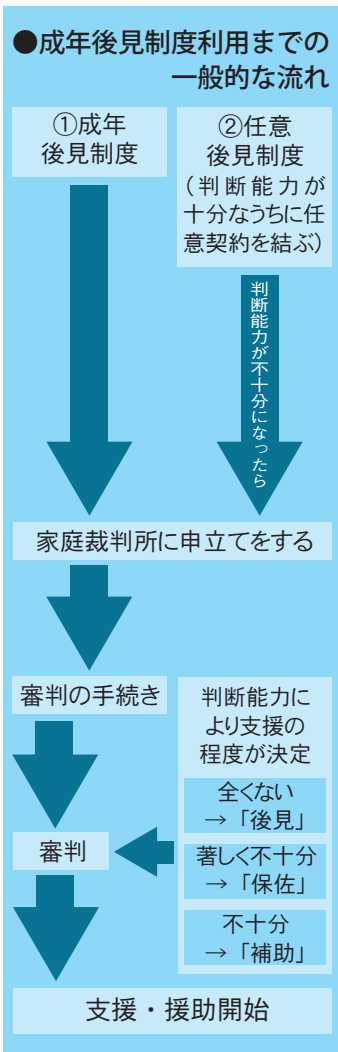 ●成年後見制度利用までの
一般的な流れ
①成年
後見制度
②任意
後見制度
(判断能力が
十分なうちに任
意契約を結ぶ)
判断能力が不十分になったら
家庭裁判所に申立てをする
審判の手続き
判断能力に
より支援の
程度が決定
全くない
→「後見」
著しく不十分
→「保佐」
不十分
→「補助」
審判
支援・援助開始